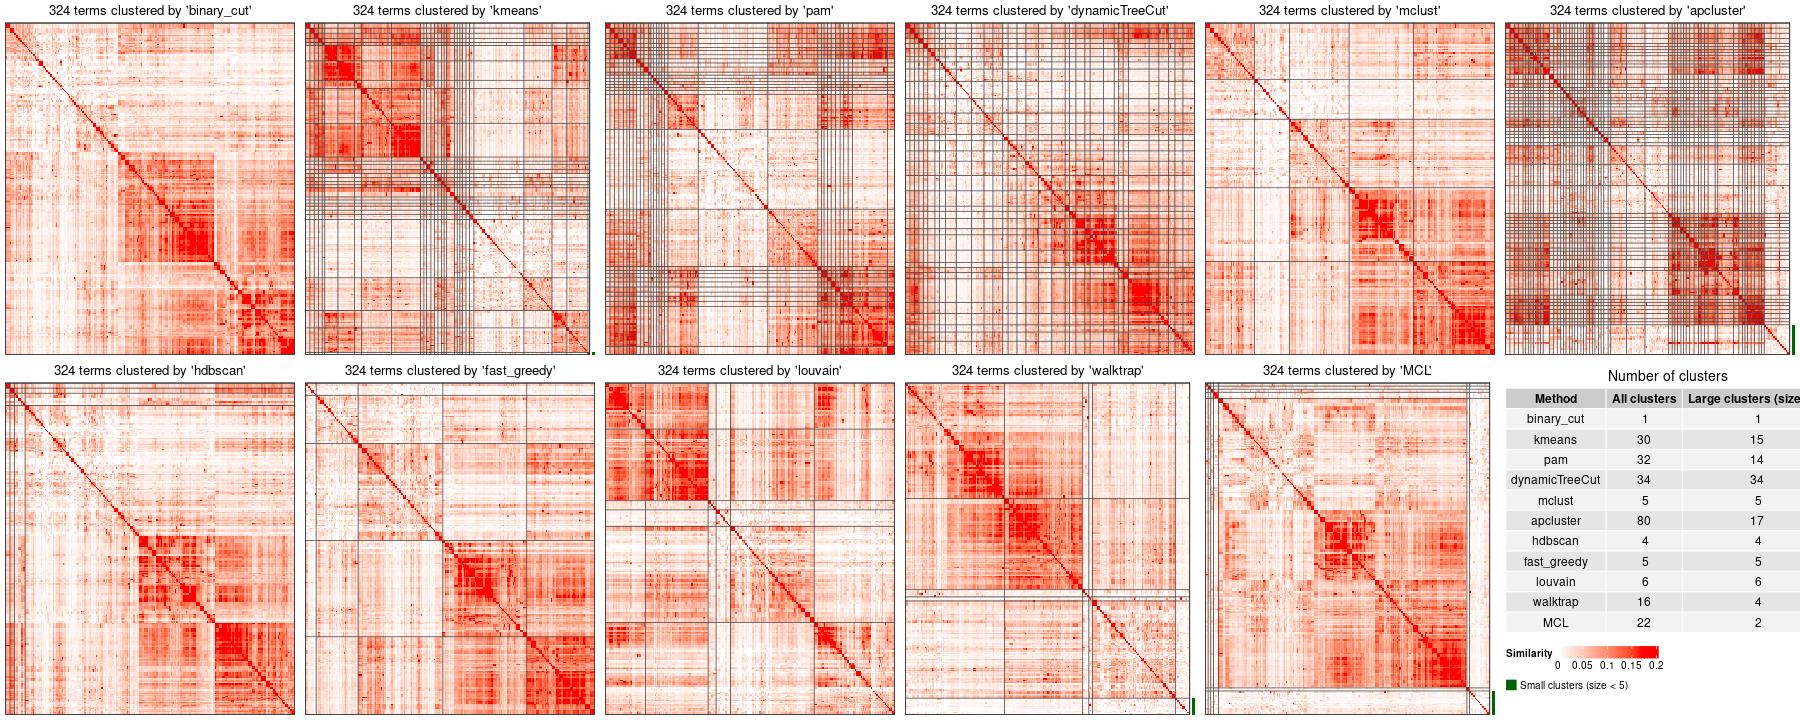 324 terms clustered by 'binary_cut'
324 terms clustered by 'kmeans'
324 terms clustered by 'pam'
324 terms clustered by 'dynamicTreeCut'
324 terms clustered by 'mclust'
324 terms clustered by 'apcluster'
324 terms clustered by 'hdbscan'
324 terms clustered by 'fast_greedy'
324 terms clustered by 'louvain'
324 terms clustered by 'walktrap'
324 terms clustered by 'MCL'
Number of clusters
Method All clusters Large clusters (size
binary_cut 1 1
kmeans 30 15
pam 32 14
dynamicTreeCut 34 34
mclust 5 5
apcluster 80 17
hdbscan 4 4
fast_greedy 5 5
louvain 6 6
walktrap 16 4
MCL 22 2
Similarity
0 0.05 0.1 0.15 0.2
Small clusters (size < 5)